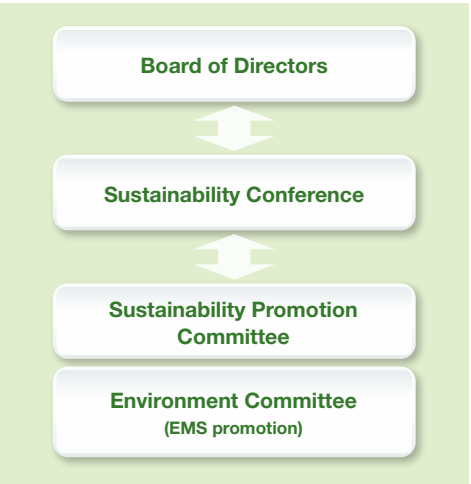 Board of Directors
Sustainability Conference
Sustainability Promotion
Committee
Environment Committee
(EMS promotion)